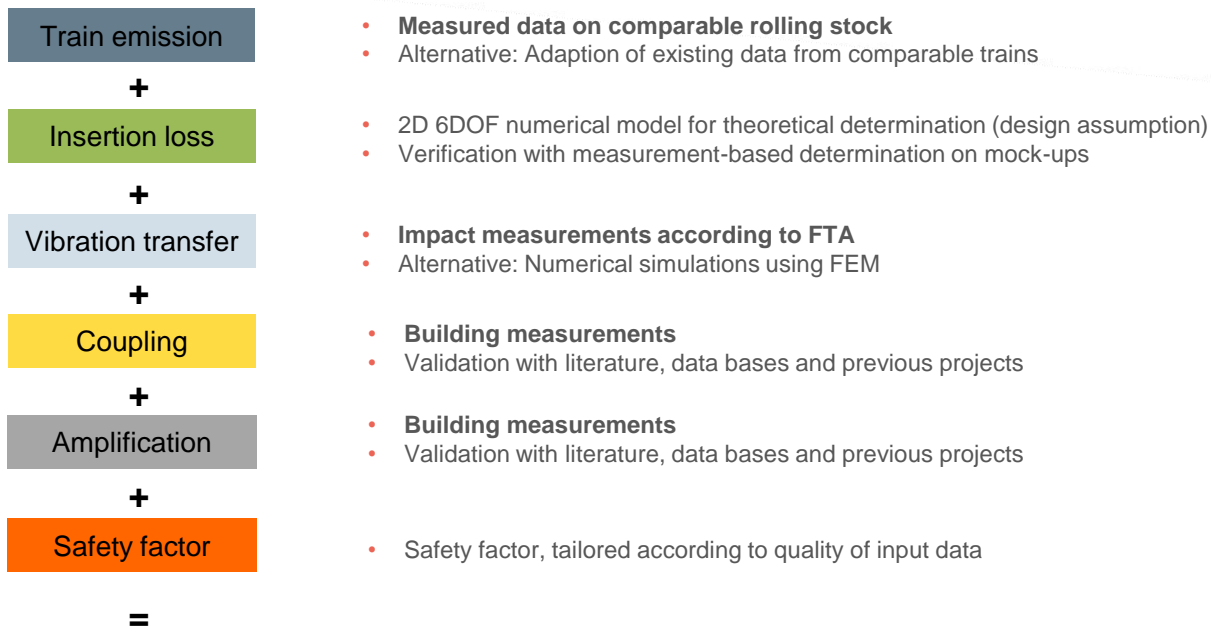 Train emission
• Measured data on comparable rolling stock
• Alternative: Adaption of existing data from comparable trains
+
Insertion loss
• 2D 6DOF numerical model for theoretical determination (design assumption)
• Verification with measurement-based determination on mock-ups
+
Vibration transfer
• Impact measurements according to FTA
• Alternative: Numerical simulations using FEM
+
Coupling
• Building measurements
• Validation with literature, data bases and previous projects
+
Amplification
• Building measurements
• Validation with literature, data bases and previous projects
+
Safety factor
• Safety factor, tailored according to quality of input data
=